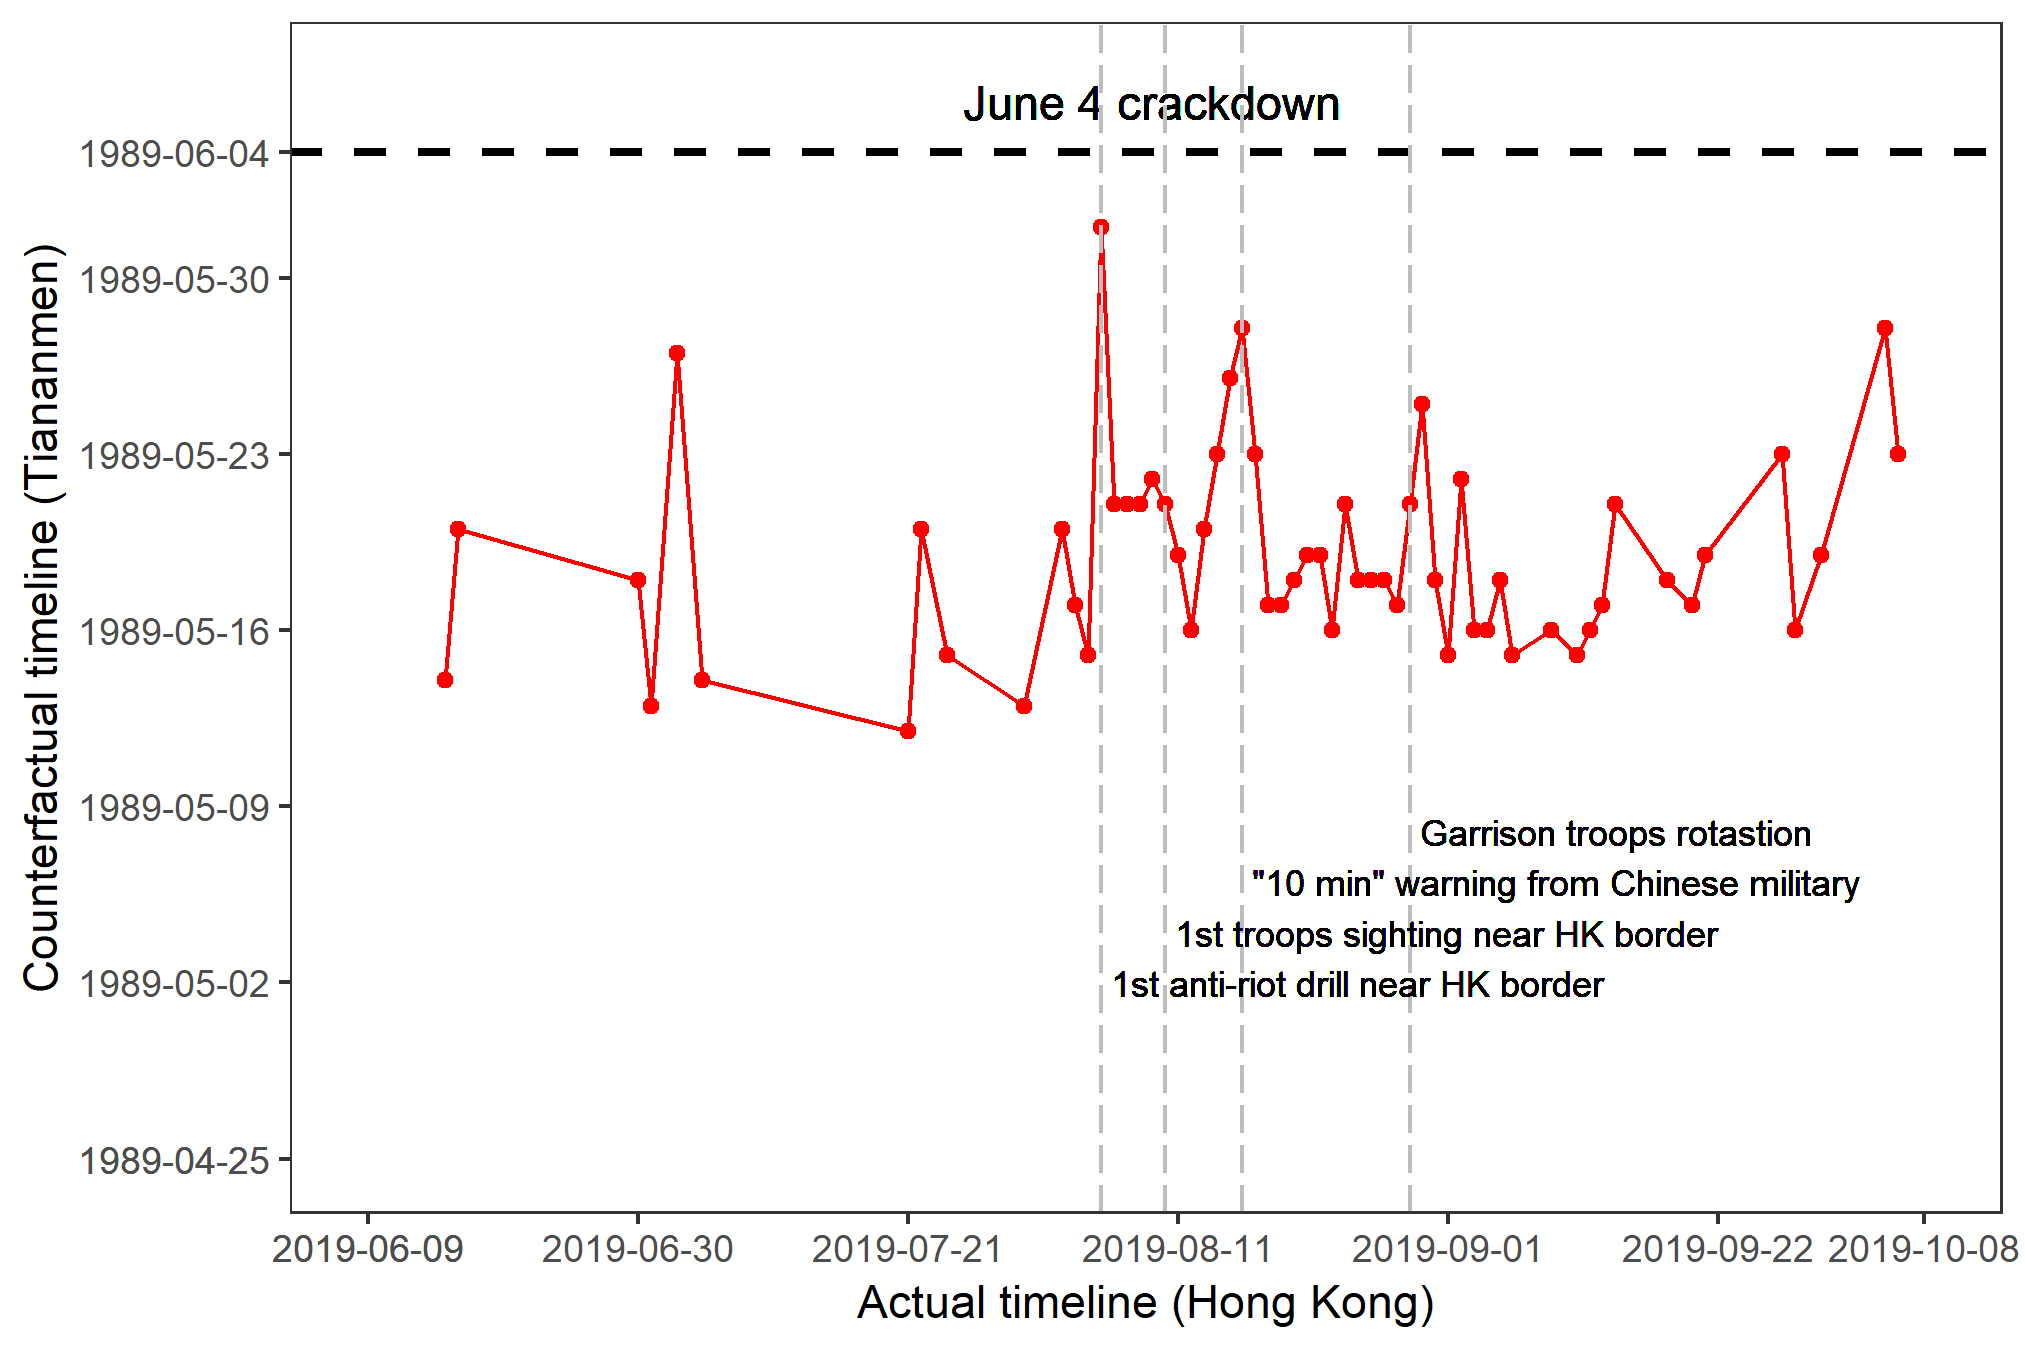 June 4 crackdown
1989-06-04
1989-05-30
1989-05-23
1989-05-16
1989-05-09
1989-05-02
1989-04-25
Counterfactual timeline (Tiananmen)
Garrison troops rotastion
"10 min" warning from Chinese military
1st troops sighting near HK border
1st anti-riot drill near HK border
2019-06-09 2019-06-30 2019-07-21 2019-08-11 2019-09-01 2019-09-22 2019-10-08
Actual timeline (Hong Kong)